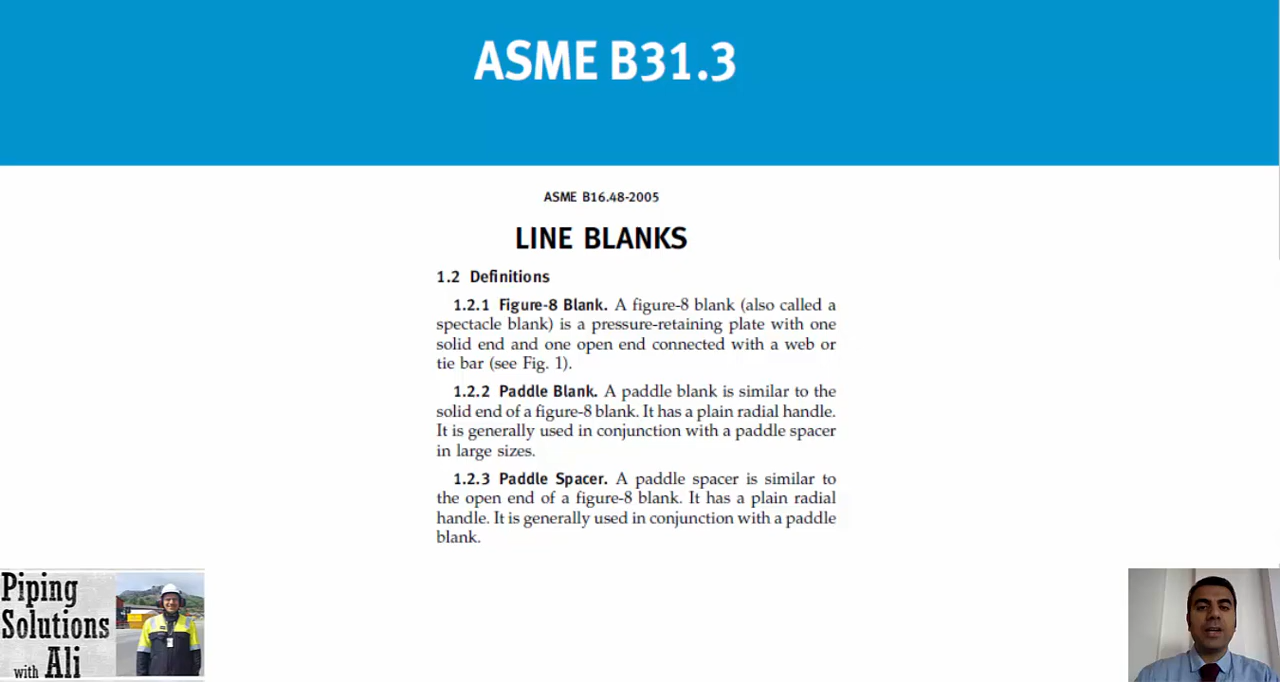 ASME B31.3
ASME B16.48-2005
LINE BLANKS
1.2 Definitions
1.2.1 Figure-8 Blank. A figure-8 blank (also called a
spectacle blank) is a pressure-retaining plate with one
solid end and one open end connected with a web or
tie bar (see Fig. 1).
1.2.2 Paddle Blank. A paddle blank is similar to the
solid end of a figure-8 blank. It has a plain radial handle.
It is generally used in conjunction with a paddle spacer
in large sizes.
1.2.3 Paddle Spacer. A paddle spacer is similar to
the open end of a figure-8 blank. It has a plain radial
handle. It is generally used in conjunction with a paddle
blank.
Piping
Solutions
with Ali